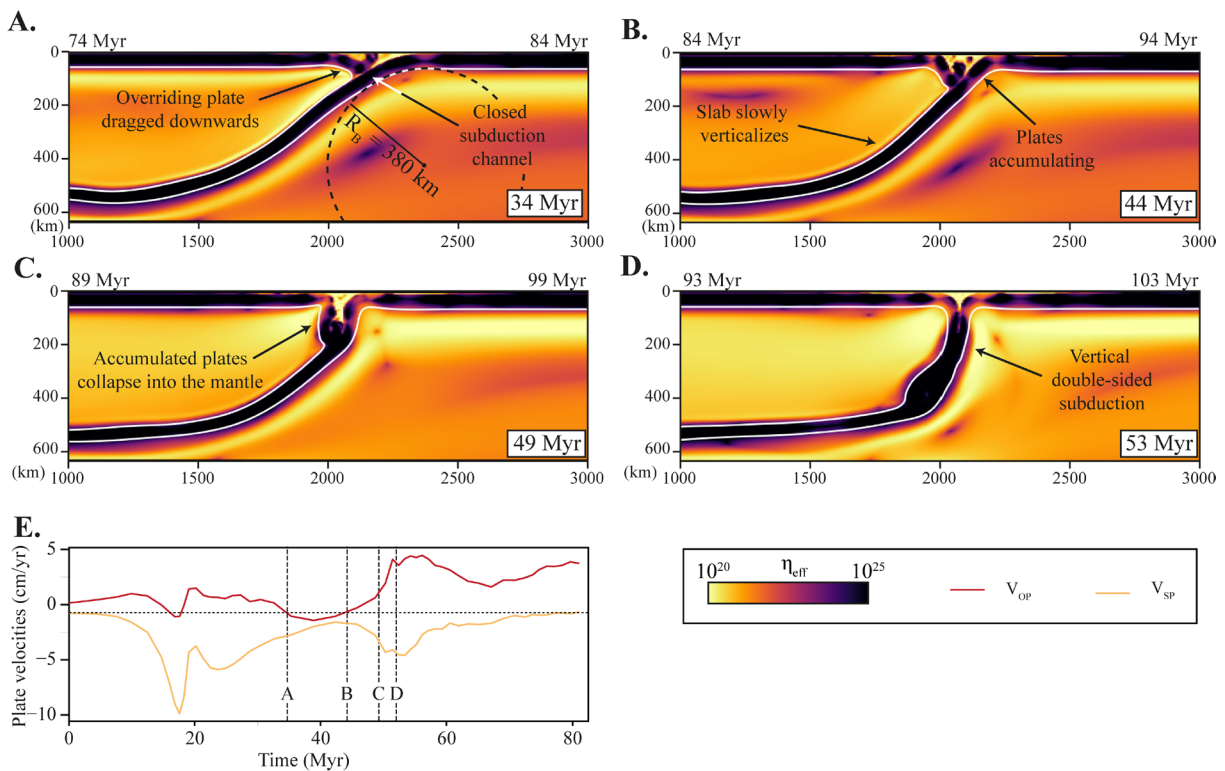 A.
74 Myr 84 Myr
0
200
400
600
(km)
Overriding plate
dragged downwards
R_B = 380 km
Closed
subduction
channel
34 Myr
1000 1500 2000 2500 3000
B.
84 Myr 94 Myr
0
200
400
600
(km)
Slab slowly
verticalizes
Plates
accumulating
44 Myr
1000 1500 2000 2500 3000
C.
89 Myr 99 Myr
0
200
400
600
(km)
Accumulated plates
collapse into the mantle
49 Myr
1000 1500 2000 2500 3000
D.
93 Myr 103 Myr
0
200
400
600
(km)
Vertical
double-sided
subduction
53 Myr
1000 1500 2000 2500 3000
E.
Plate velocities (cm/yr)
5
0
−5
−10
A B C D
0 20 40 60 80
Time (Myr)
10^20 η_eff 10^25
V_OP V_SP